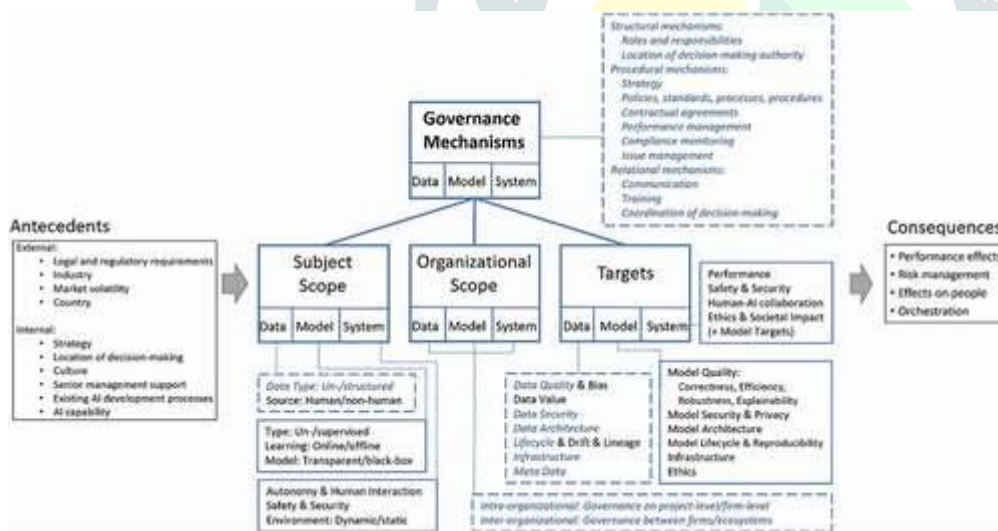 Structural mechanisms:
Roles and responsibilities
Location of decision-making authority
Procedural mechanisms:
Strategy
Policies, standards, processes, procedures
Contractual agreements
Performance management
Compliance monitoring
Issue management
Relational mechanisms:
Communication
Training
Coordination of decision-making
Governance
Mechanisms
Data Model System
Antecedents
External:
• Legal and regulatory requirements
• Industry
• Market volatility
• Country
Internal:
• Strategy
• Location of decision-making
• Culture
• Senior management support
• Existing AI development processes
• AI capability
Subject
Scope
Data Model System
Organizational
Scope
Data Model System
Targets
Data Model System
Performance
Safety & Security
Human-AI collaboration
Ethics & Societal Impact
(+ Model Targets)
Consequences
• Performance effects
• Risk management
• Effects on people
• Orchestration
Data Type: Un-/structured
Source: Human/non-human
Type: Un-/supervised
Learning: Online/offline
Model: Transparent/black-box
Autonomy & Human Interaction
Safety & Security
Environment: Dynamic/static
Data Quality & Bias
Data Value
Data Security
Data Architecture
Lifecycle & Drift & Lineage
Infrastructure
Meta Data
Model Quality:
Correctness, Efficiency,
Robustness, Explainability
Model Security & Privacy
Model Architecture
Model Lifecycle & Reproducibility
Infrastructure
Ethics
Intra-organizational: Governance on project-level/firm-level
Inter-organizational: Governance between firms/ecosystems